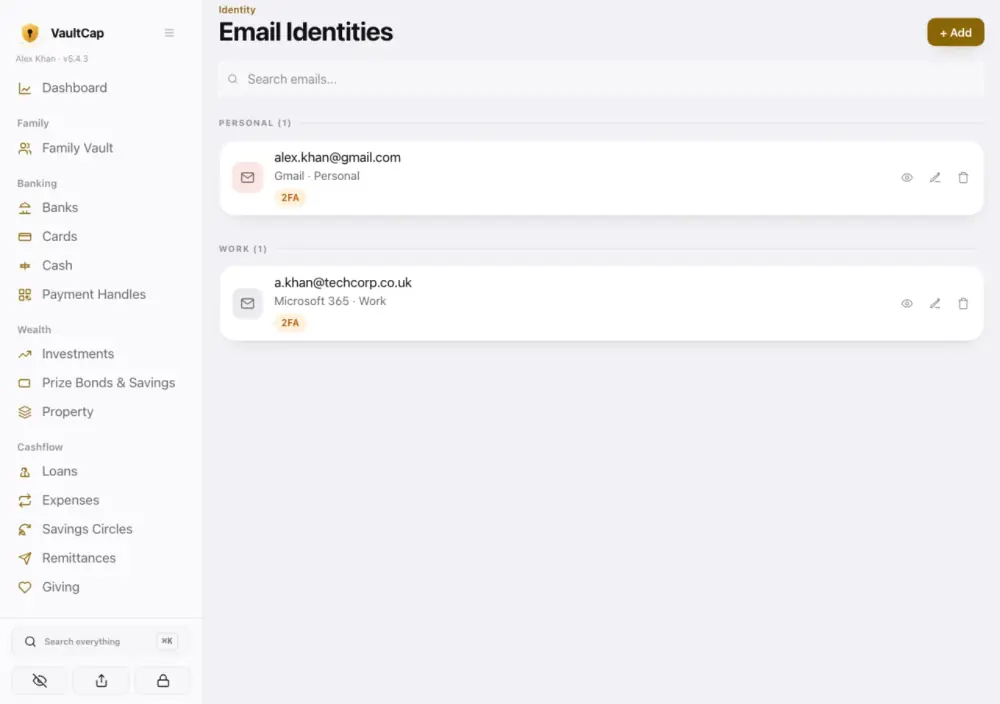 VaultCap
Alex Khan · v5.4.3
Dashboard
Family
Family Vault
Banking
Banks
Cards
Cash
Payment Handles
Wealth
Investments
Prize Bonds & Savings
Property
Cashflow
Loans
Expenses
Savings Circles
Remittances
Giving
Search everything ⌘K
Identity
Email Identities
+ Add
Search emails...
PERSONAL (1)
alex.khan@gmail.com
Gmail · Personal
2FA
WORK (1)
a.khan@techcorp.co.uk
Microsoft 365 · Work
2FA